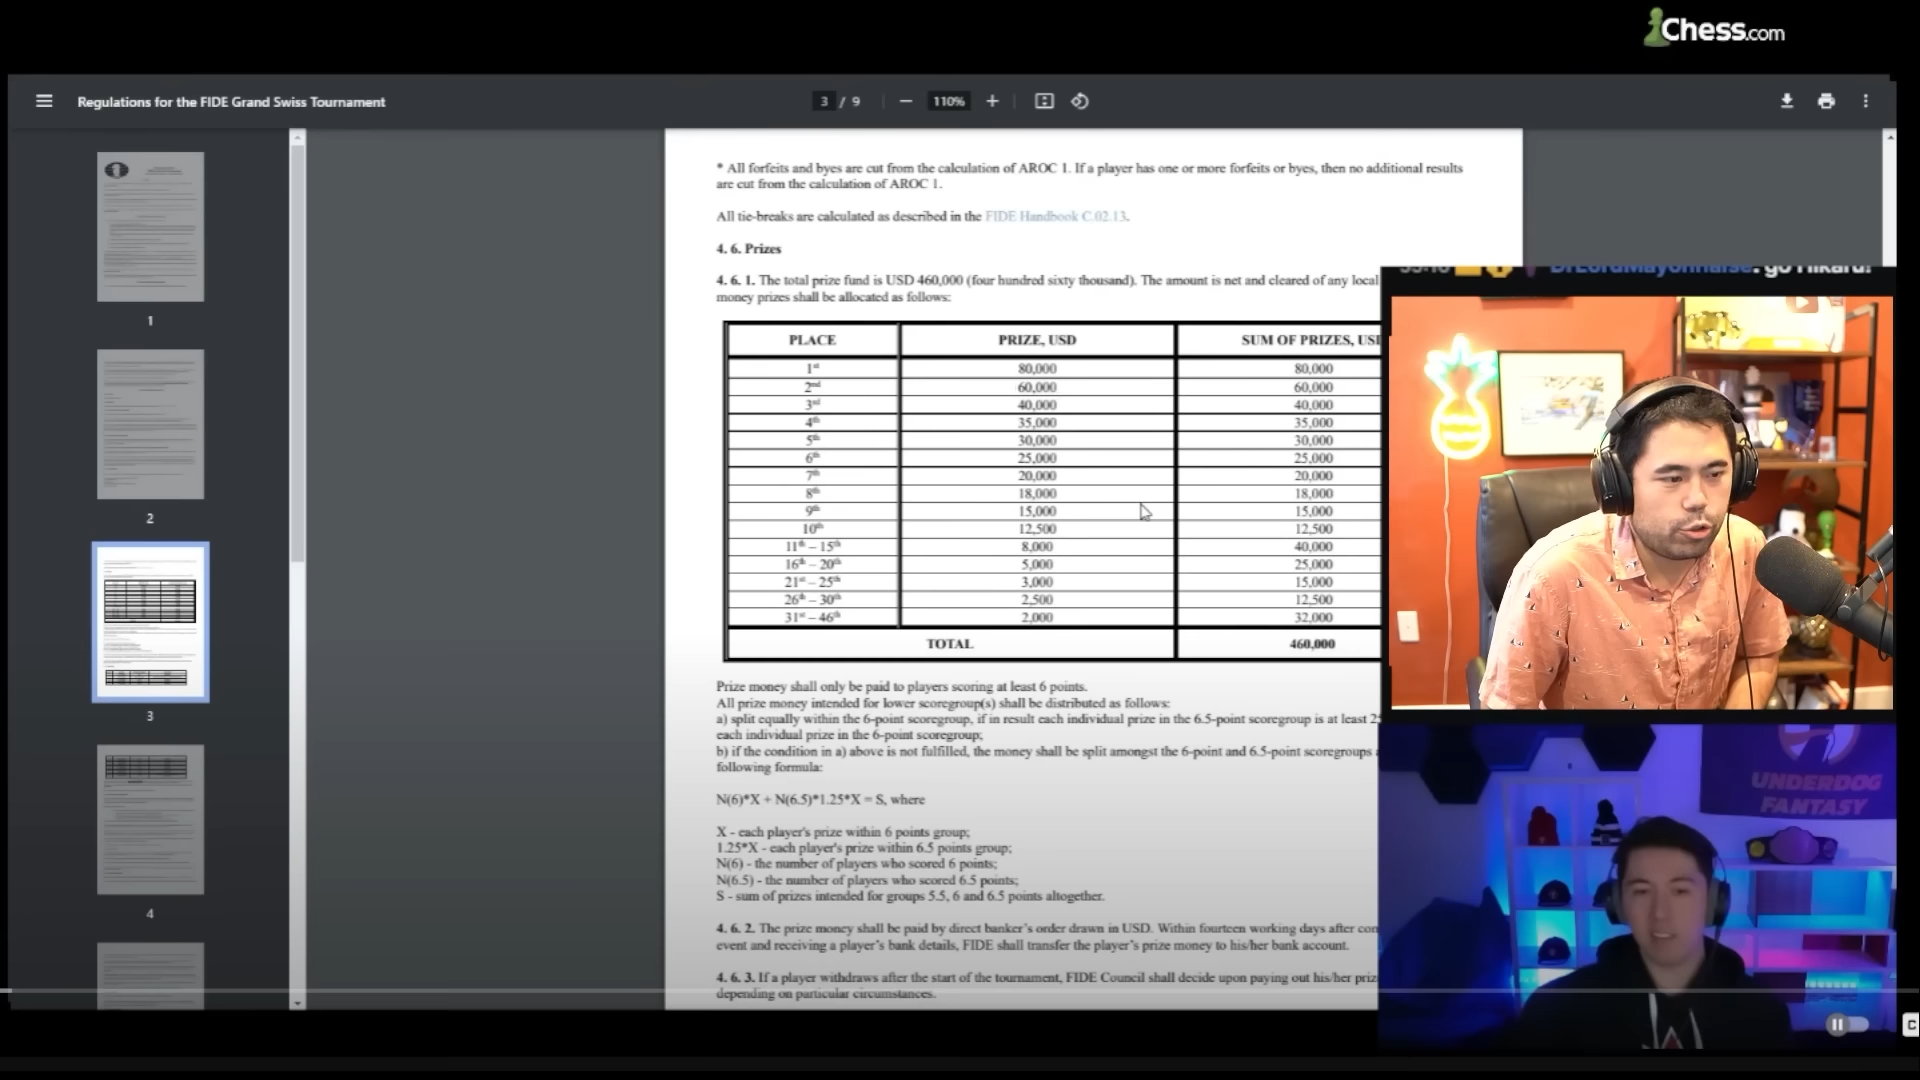 Chess.com
Regulations for the FIDE Grand Swiss Tournament
3 / 9
110%
* All forfeits and byes are cut from the calculation of AROC 1. If a player has one or more forfeits or byes, then no additional results
are cut from the calculation of AROC 1.
All tie-breaks are calculated as described in the FIDE Handbook C.02.13.
4. 6. Prizes
4. 6. 1. The total prize fund is USD 460,000 (four hundred sixty thousand). The amount is net and cleared of any local
money prizes shall be allocated as follows:
PLACE PRIZE, USD SUM OF PRIZES, USD
1st 80,000 80,000
2nd 60,000 60,000
3rd 40,000 40,000
4th 35,000 35,000
5th 30,000 30,000
6th 25,000 25,000
7th 20,000 20,000
8th 18,000 18,000
9th 15,000 15,000
10th 12,500 12,500
11th – 15th 8,000 40,000
16th – 20th 5,000 25,000
21st – 25th 3,000 15,000
26th – 30th 2,500 12,500
31st – 46th 2,000 32,000
TOTAL 460,000
Prize money shall only be paid to players scoring at least 6 points.
All prize money intended for lower scoregroup(s) shall be distributed as follows:
a) split equally within the 6-point scoregroup, if in result each individual prize in the 6.5-point scoregroup is at least
each individual prize in the 6-point scoregroup;
b) if the condition in a) above is not fulfilled, the money shall be split amongst the 6-point and 6.5-point scoregroups
following formula:
N(6)*X + N(6.5)*1.25*X = S, where
X - each player's prize within 6 points group;
1.25*X - each player's prize within 6.5 points group;
N(6) - the number of players who scored 6 points;
N(6.5) - the number of players who scored 6.5 points;
S - sum of prizes intended for groups 5.5, 6 and 6.5 points altogether.
4. 6. 2. The prize money shall be paid by direct banker's order drawn in USD. Within fourteen working days after
event and receiving a player's bank details, FIDE shall transfer the player's prize money to his/her bank account.
4. 6. 3. If a player withdraws after the start of the tournament, FIDE Council shall decide upon paying out his/her
depending on particular circumstances.
1
2
3
4
DrLordMayonnaise: go Hikaru!
UNDERDOG
FANTASY